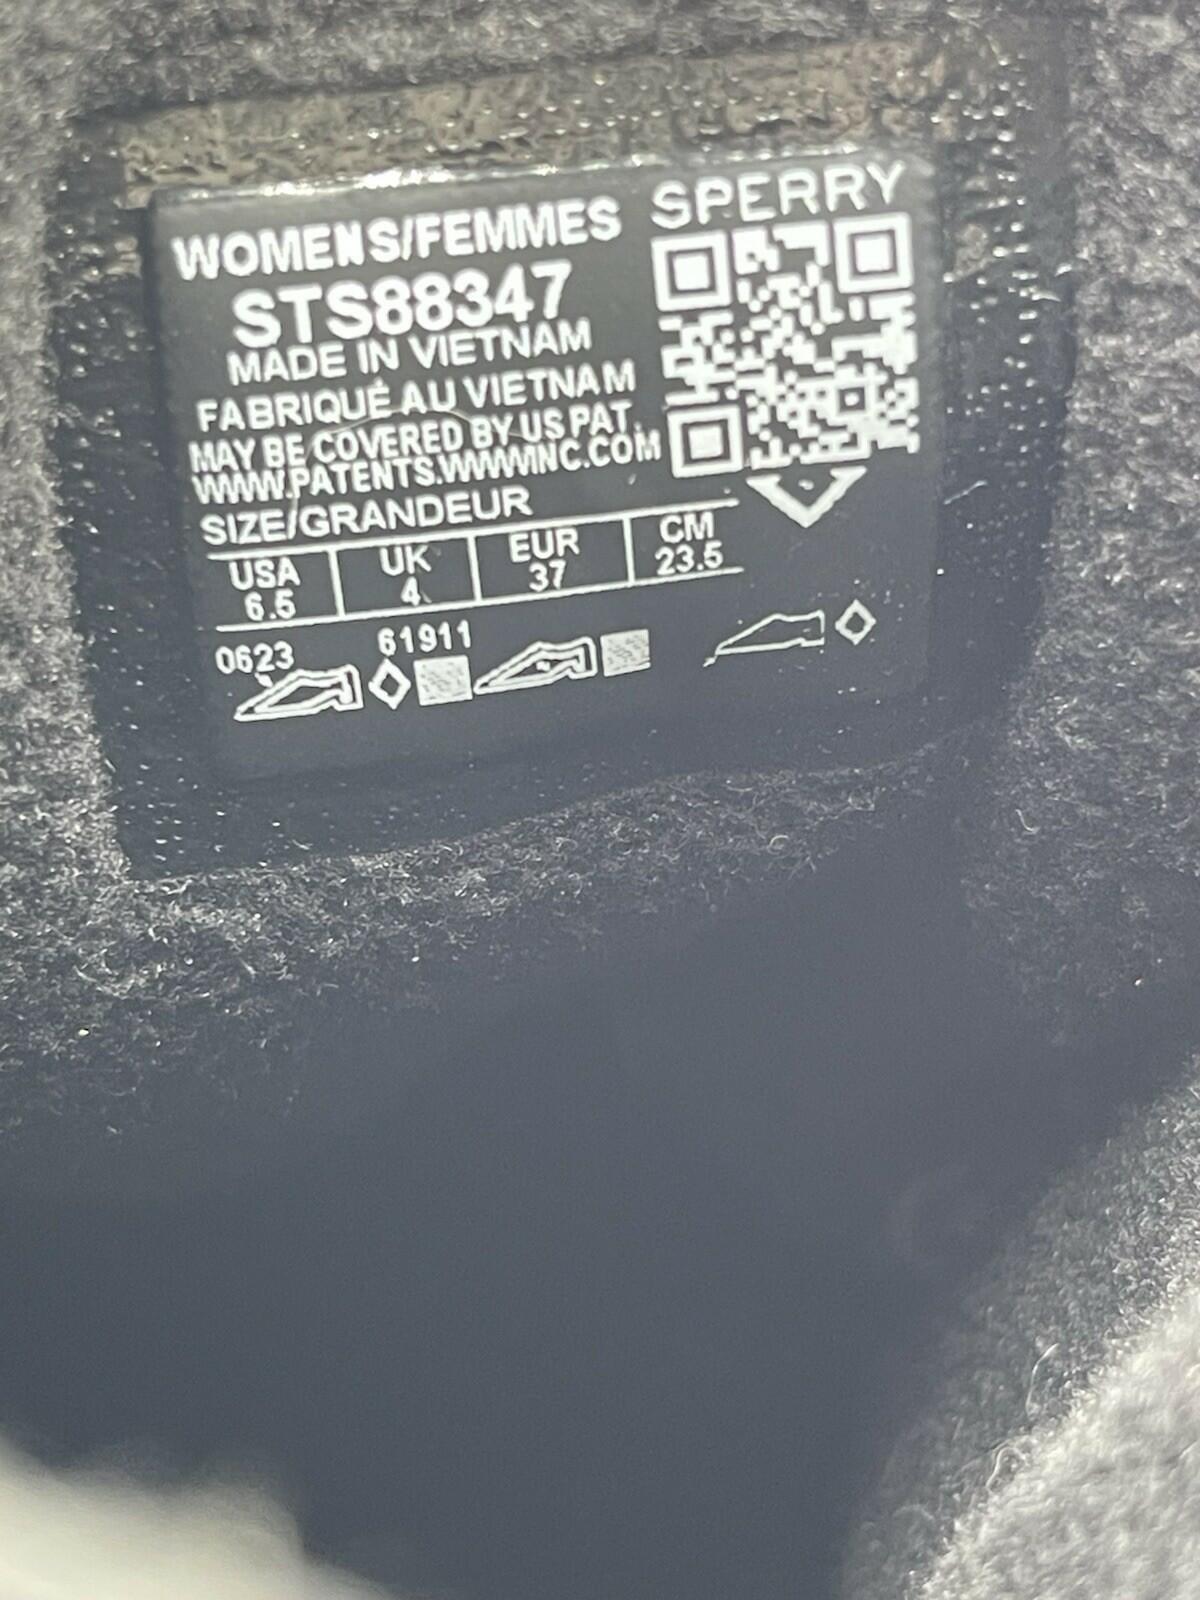 SPERRY
WOMENS/FEMMES
STS88347
MADE IN VIETNAM
FABRIQUÉ AU VIETNAM
MAY BE COVERED BY US PAT.
WWW.PATENTS.WWWINC.COM
SIZE/GRANDEUR
USA UK EUR CM
6.5 4 37 23.5
0623 61911